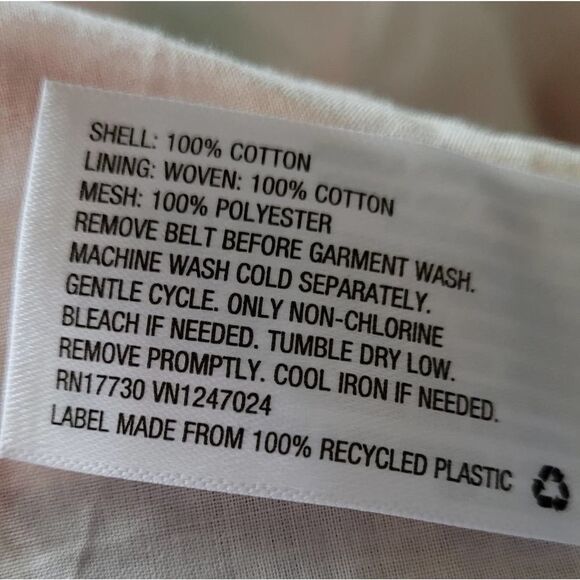 SHELL: 100% COTTON
LINING: WOVEN: 100% COTTON
MESH: 100% POLYESTER
REMOVE BELT BEFORE GARMENT WASH.
MACHINE WASH COLD SEPARATELY.
GENTLE CYCLE. ONLY NON-CHLORINE
BLEACH IF NEEDED. TUMBLE DRY LOW.
REMOVE PROMPTLY. COOL IRON IF NEEDED.
RN17730 VN1247024
LABEL MADE FROM 100% RECYCLED PLASTIC